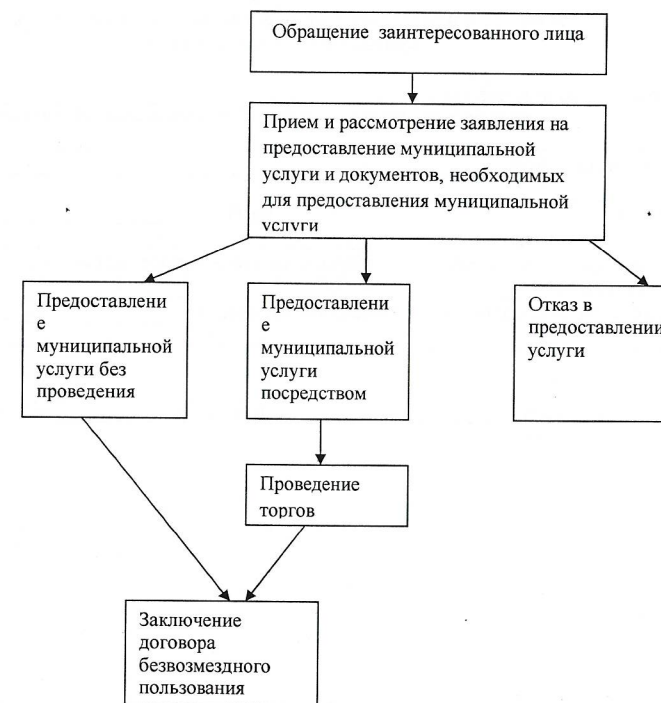 Обращение заинтересованного лица
Прием и рассмотрение заявления на
предоставление муниципальной
услуги и документов, необходимых
для предоставления муниципальной
услуги
Предоставлени
е
муниципальной
услуги без
проведения
Предоставлени
е
муниципальной
услуги
посредством
Отказ в
предоставлении
услуги
Проведение
торгов
Заключение
договора
безвозмездного
пользования